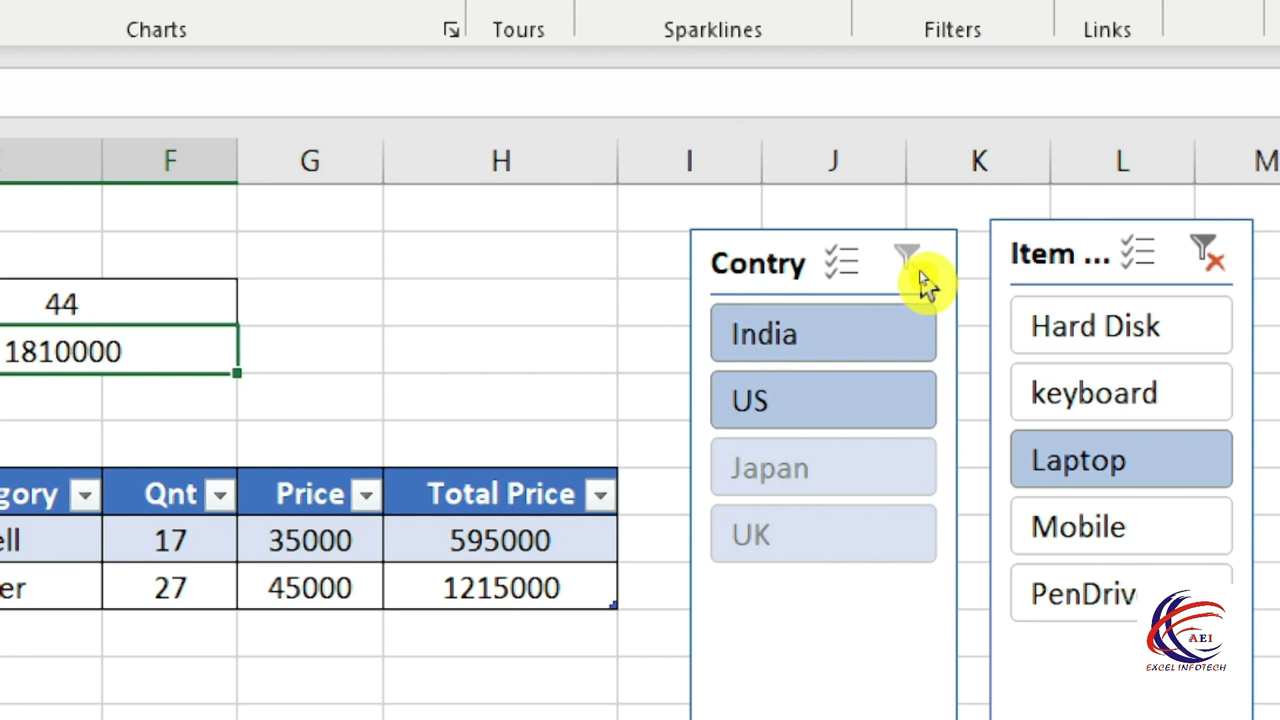 Charts Tours Sparklines Filters Links
F G H I J K L M
44
1810000
gory Qnt Price Total Price
ell 17 35000 595000
er 27 45000 1215000
Contry
India
US
Japan
UK
Item ...
Hard Disk
keyboard
Laptop
Mobile
PenDriv
AEI
EXCEL INFOTECH